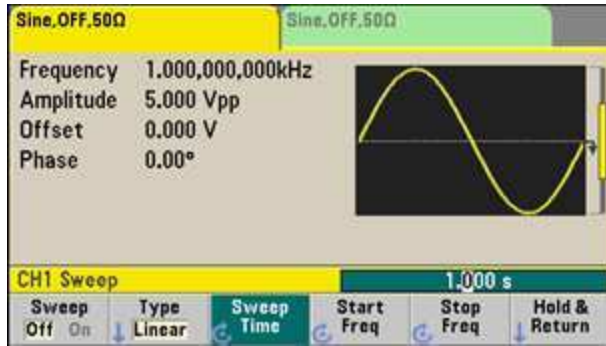 Sine,OFF,50Ω
Sine,OFF,50Ω
Frequency 1.000,000,000kHz
Amplitude 5.000 Vpp
Offset 0.000 V
Phase 0.00°
CH1 Sweep 1.000 s
Sweep Off On
Type Linear
Sweep Time
Start Freq
Stop Freq
Hold & Return